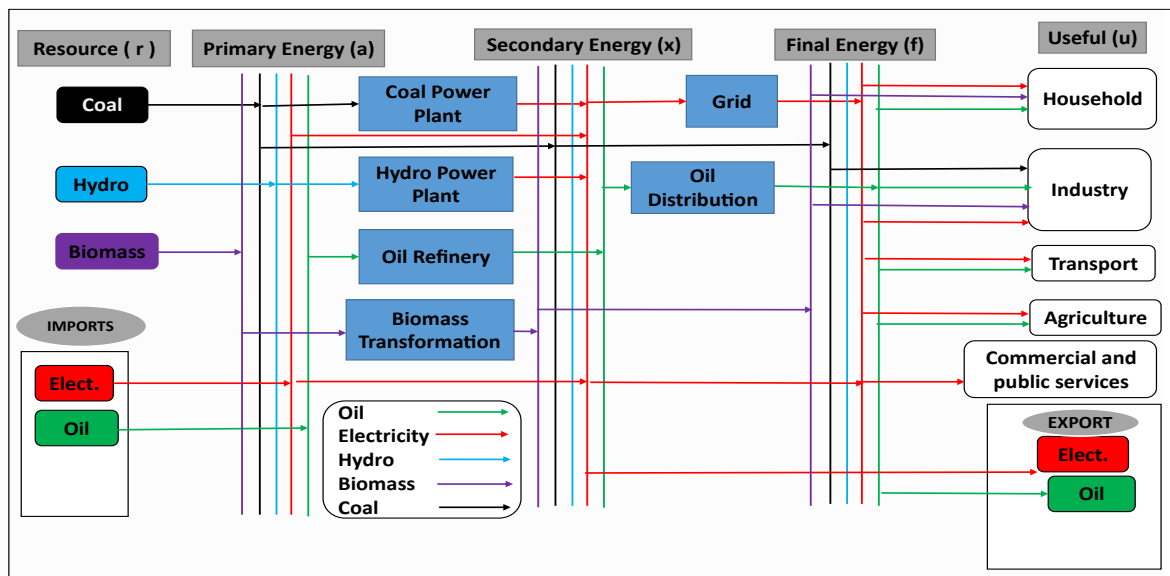 Resource ( r )
Primary Energy (a)
Secondary Energy (x)
Final Energy (f)
Useful (u)
Coal
Coal Power
Plant
Grid
Household
Hydro
Hydro Power
Plant
Oil
Distribution
Industry
Biomass
Oil Refinery
Transport
IMPORTS
Biomass
Transformation
Agriculture
Commercial and
public services
Elect.
Oil
Oil
Electricity
Hydro
Biomass
Coal
EXPORT
Elect.
Oil